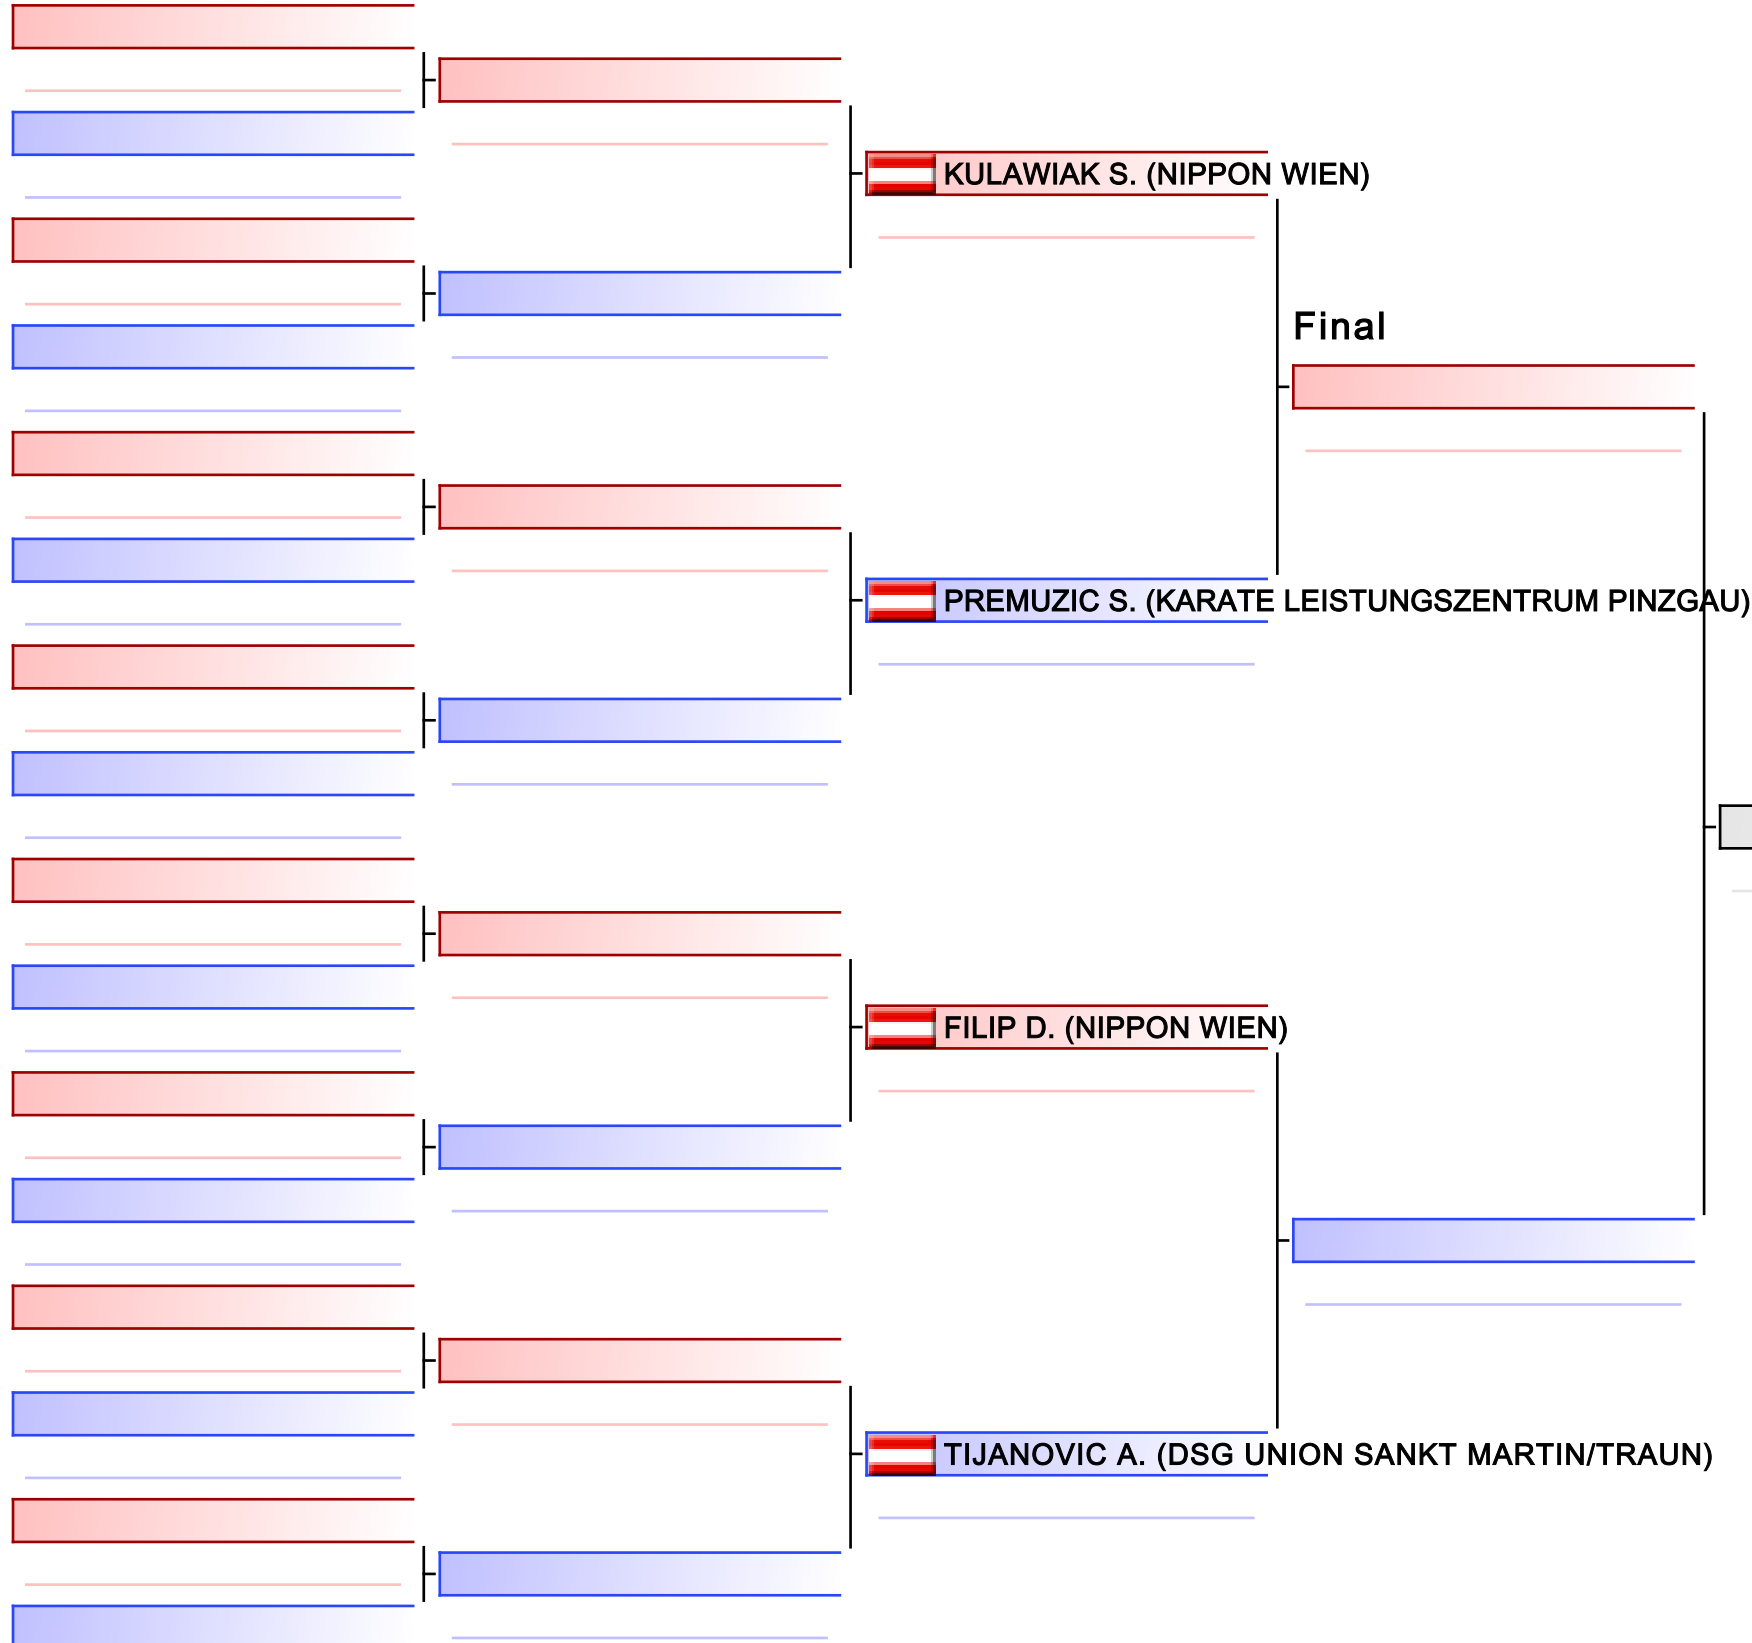 KULAWIAK S. (NIPPON WIEN)
Final
PREMUZIC S. (KARATE LEISTUNGSZENTRUM PINZGAU)
FILIP D. (NIPPON WIEN)
TIJANOVIC A. (DSG UNION SANKT MARTIN/TRAUN)